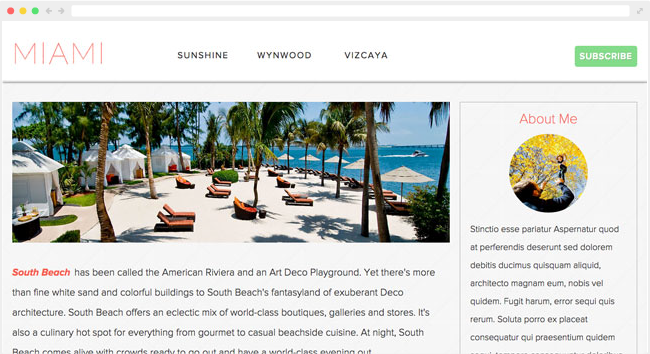 MIAMI
SUNSHINE WYNWOOD VIZCAYA
SUBSCRIBE
South Beach has been called the American Riviera and an Art Deco Playground. Yet there's more
than fine white sand and colorful buildings to South Beach's fantasyland of exuberant Deco
architecture. South Beach offers an eclectic mix of world-class boutiques, galleries and stores. It's
also a culinary hot spot for everything from gourmet to casual beachside cuisine. At night, South
Beach comes alive with crowds ready to go out and have a world-class evening out.
About Me
Stinctio esse pariatur Aspernatur quod
at perferendis deserunt sed dolorem
debitis ducimus quisquam aliquid,
architecto magnam eum, nobis vel
quidem. Fugit harum, error sequi quis
rerum. Soluta porro ex placeat
consequatur qui praesentium quidem